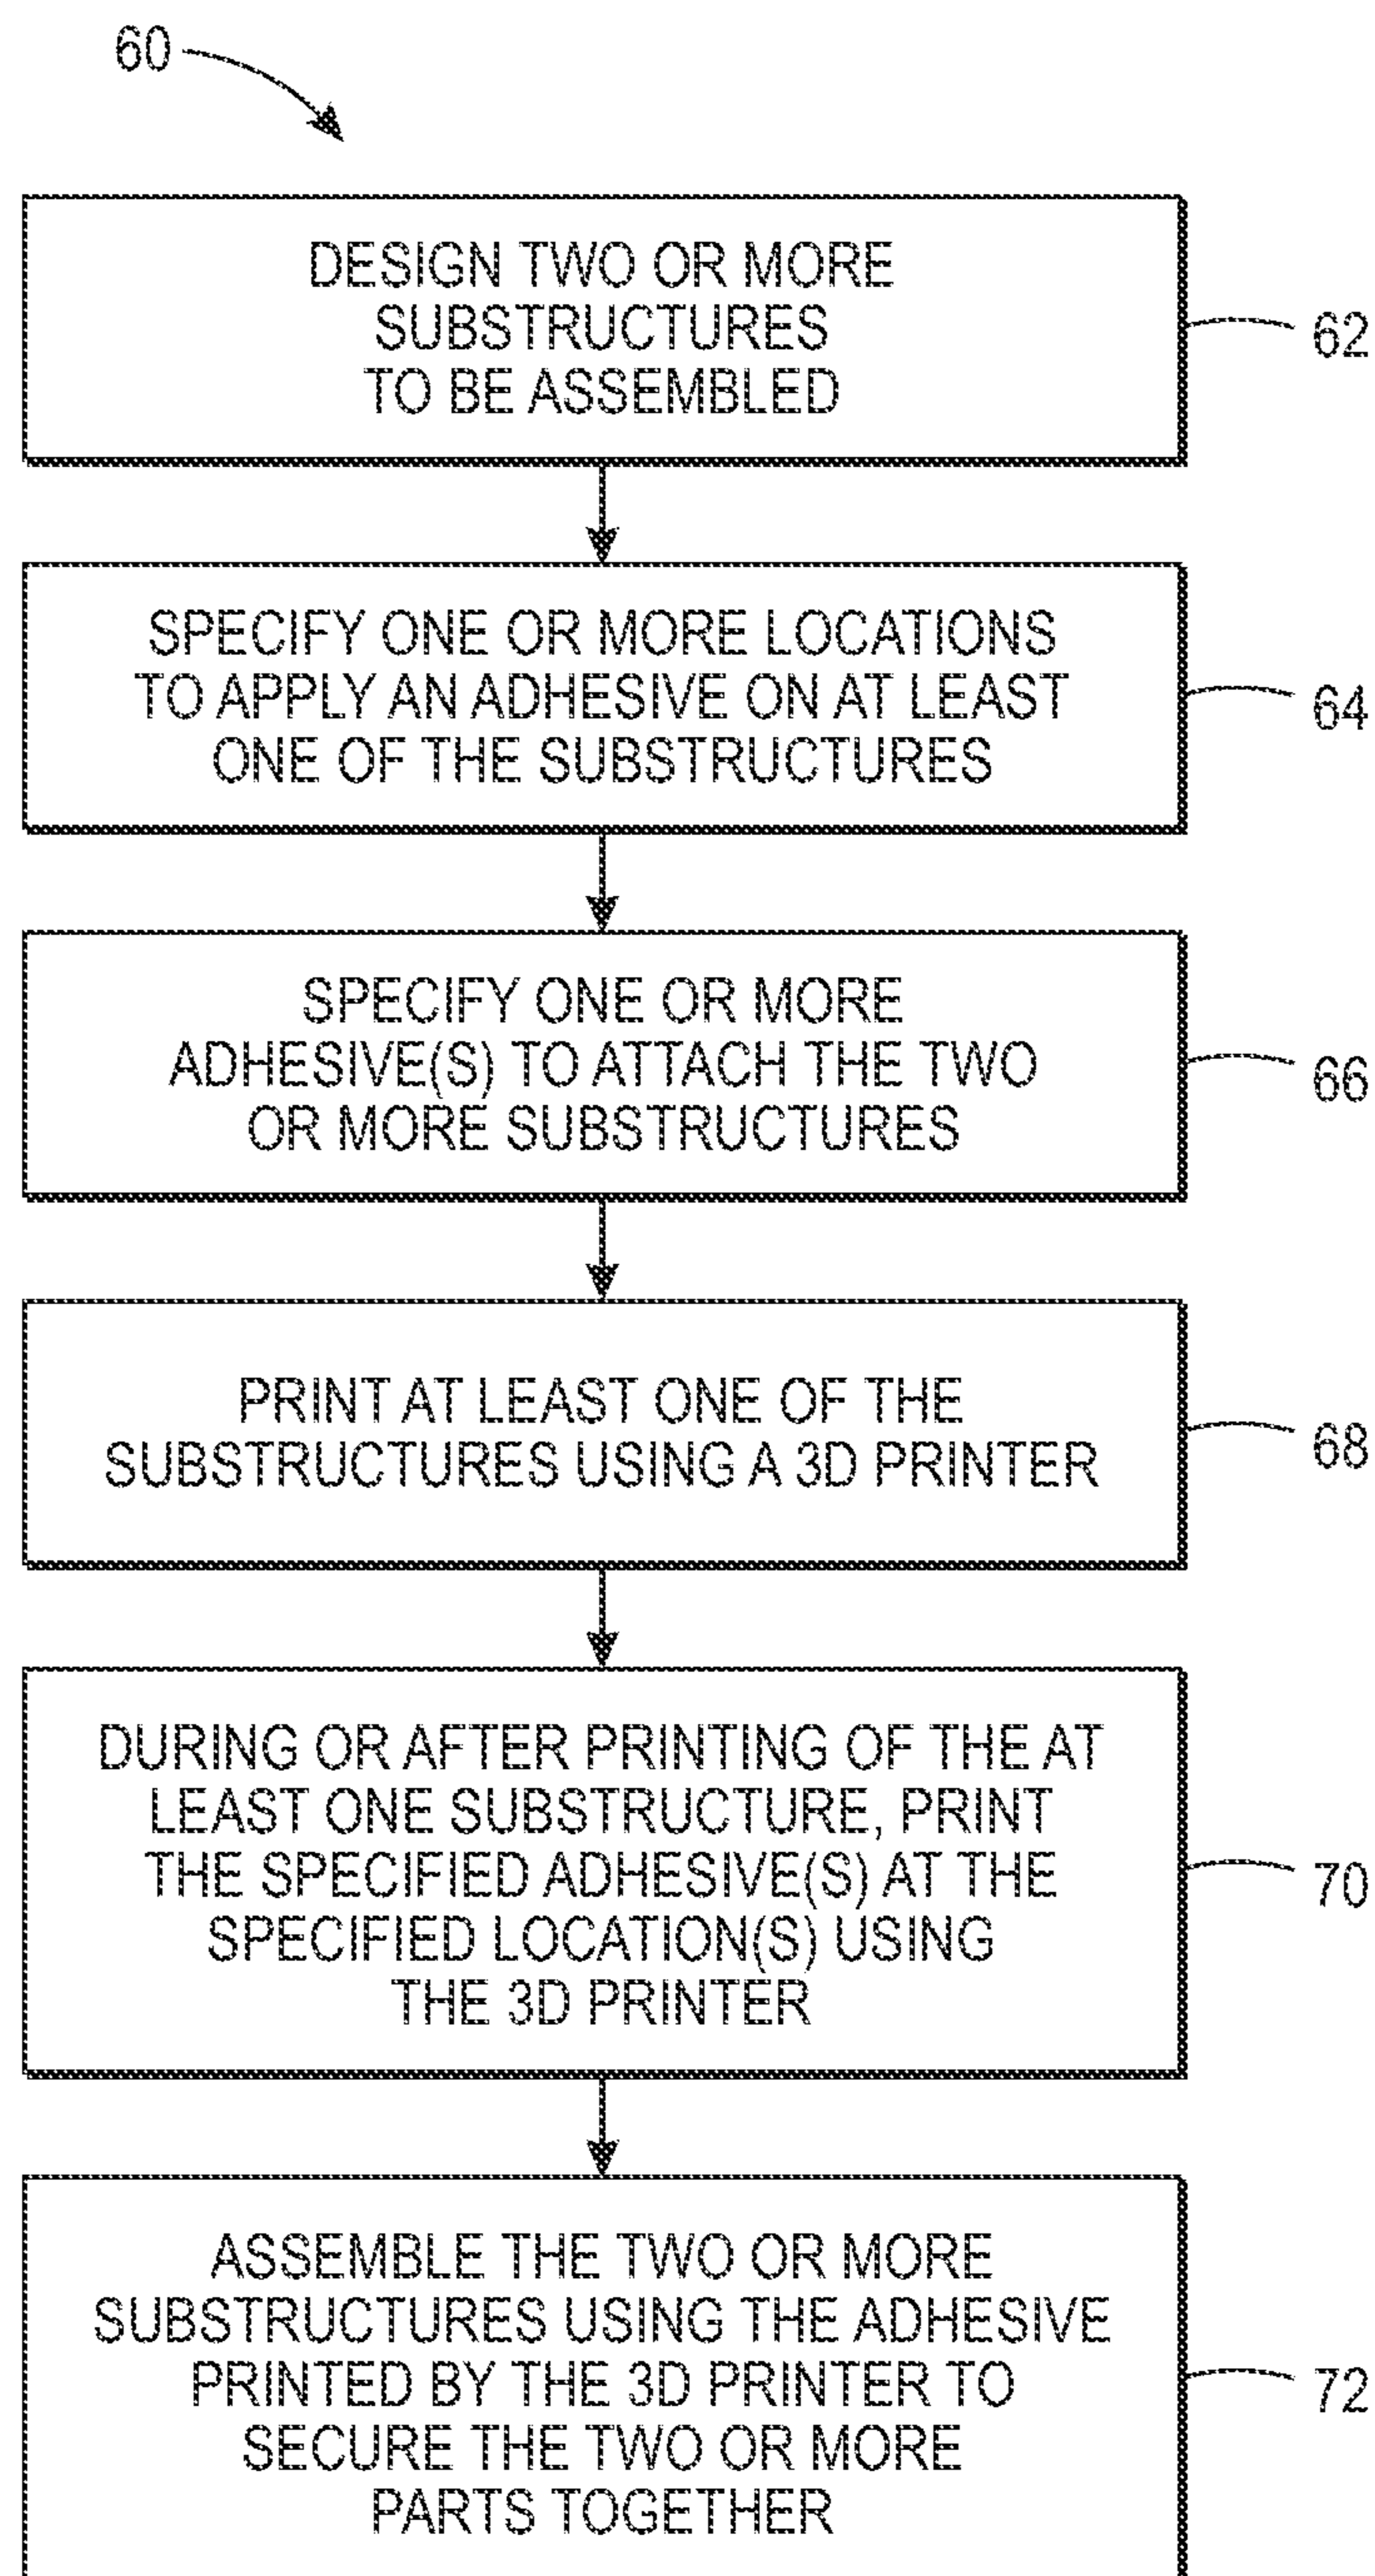 60
DESIGN TWO OR MORE
SUBSTRUCTURES
TO BE ASSEMBLED
62
SPECIFY ONE OR MORE LOCATIONS
TO APPLY AN ADHESIVE ON AT LEAST
ONE OF THE SUBSTRUCTURES
64
SPECIFY ONE OR MORE
ADHESIVE(S) TO ATTACH THE TWO
OR MORE SUBSTRUCTURES
66
PRINT AT LEAST ONE OF THE
SUBSTRUCTURES USING A 3D PRINTER
68
DURING OR AFTER PRINTING OF THE AT
LEAST ONE SUBSTRUCTURE, PRINT
THE SPECIFIED ADHESIVE(S) AT THE
SPECIFIED LOCATION(S) USING
THE 3D PRINTER
70
ASSEMBLE THE TWO OR MORE
SUBSTRUCTURES USING THE ADHESIVE
PRINTED BY THE 3D PRINTER TO
SECURE THE TWO OR MORE
PARTS TOGETHER
72